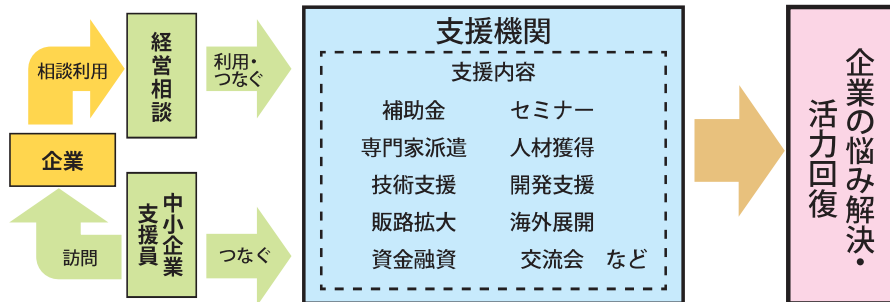 相談利用
企業
訪問
経営相談
中小企業
支援員
利用・
つなぐ
つなぐ
支援機関
支援内容
補助金 セミナー
専門家派遣 人材獲得
技術支援 開発支援
販路拡大 海外展開
資金融資 交流会 など
企業の悩み解決・
活力回復